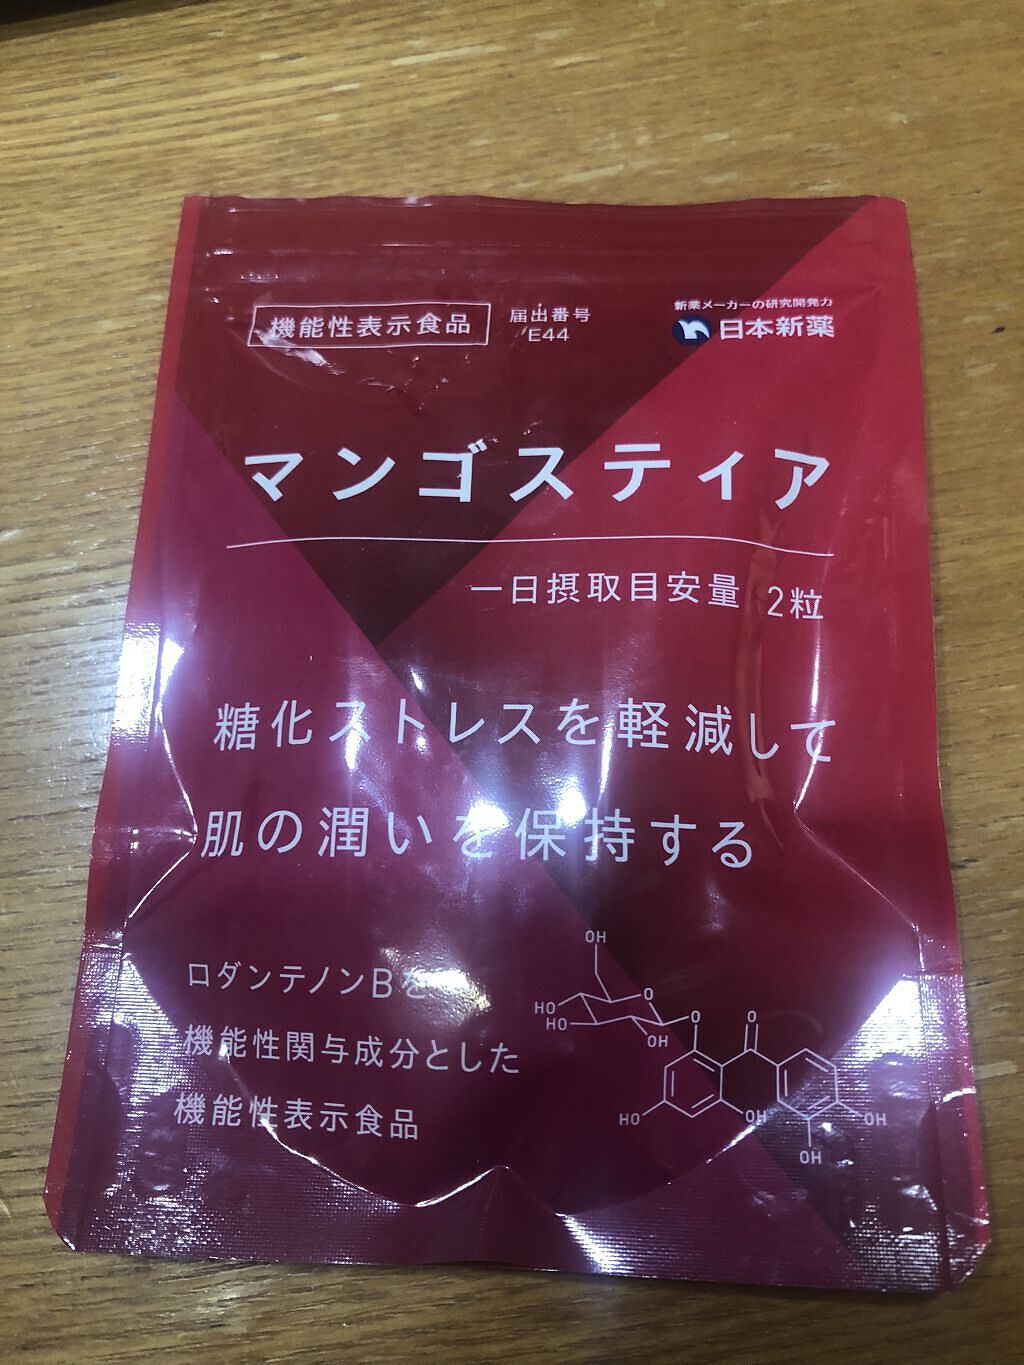 機能性表示食品
届出番号
E44
新薬メーカーの研究開発力
日本新薬
マンゴスティア
一日摂取目安量 2粒
糖化ストレスを軽減して
肌の潤いを保持する
ロダンテノンBを
機能性関与成分とした
機能性表示食品
OH
HO
HO
O
OH
O
O
HO
OH
OH
OH